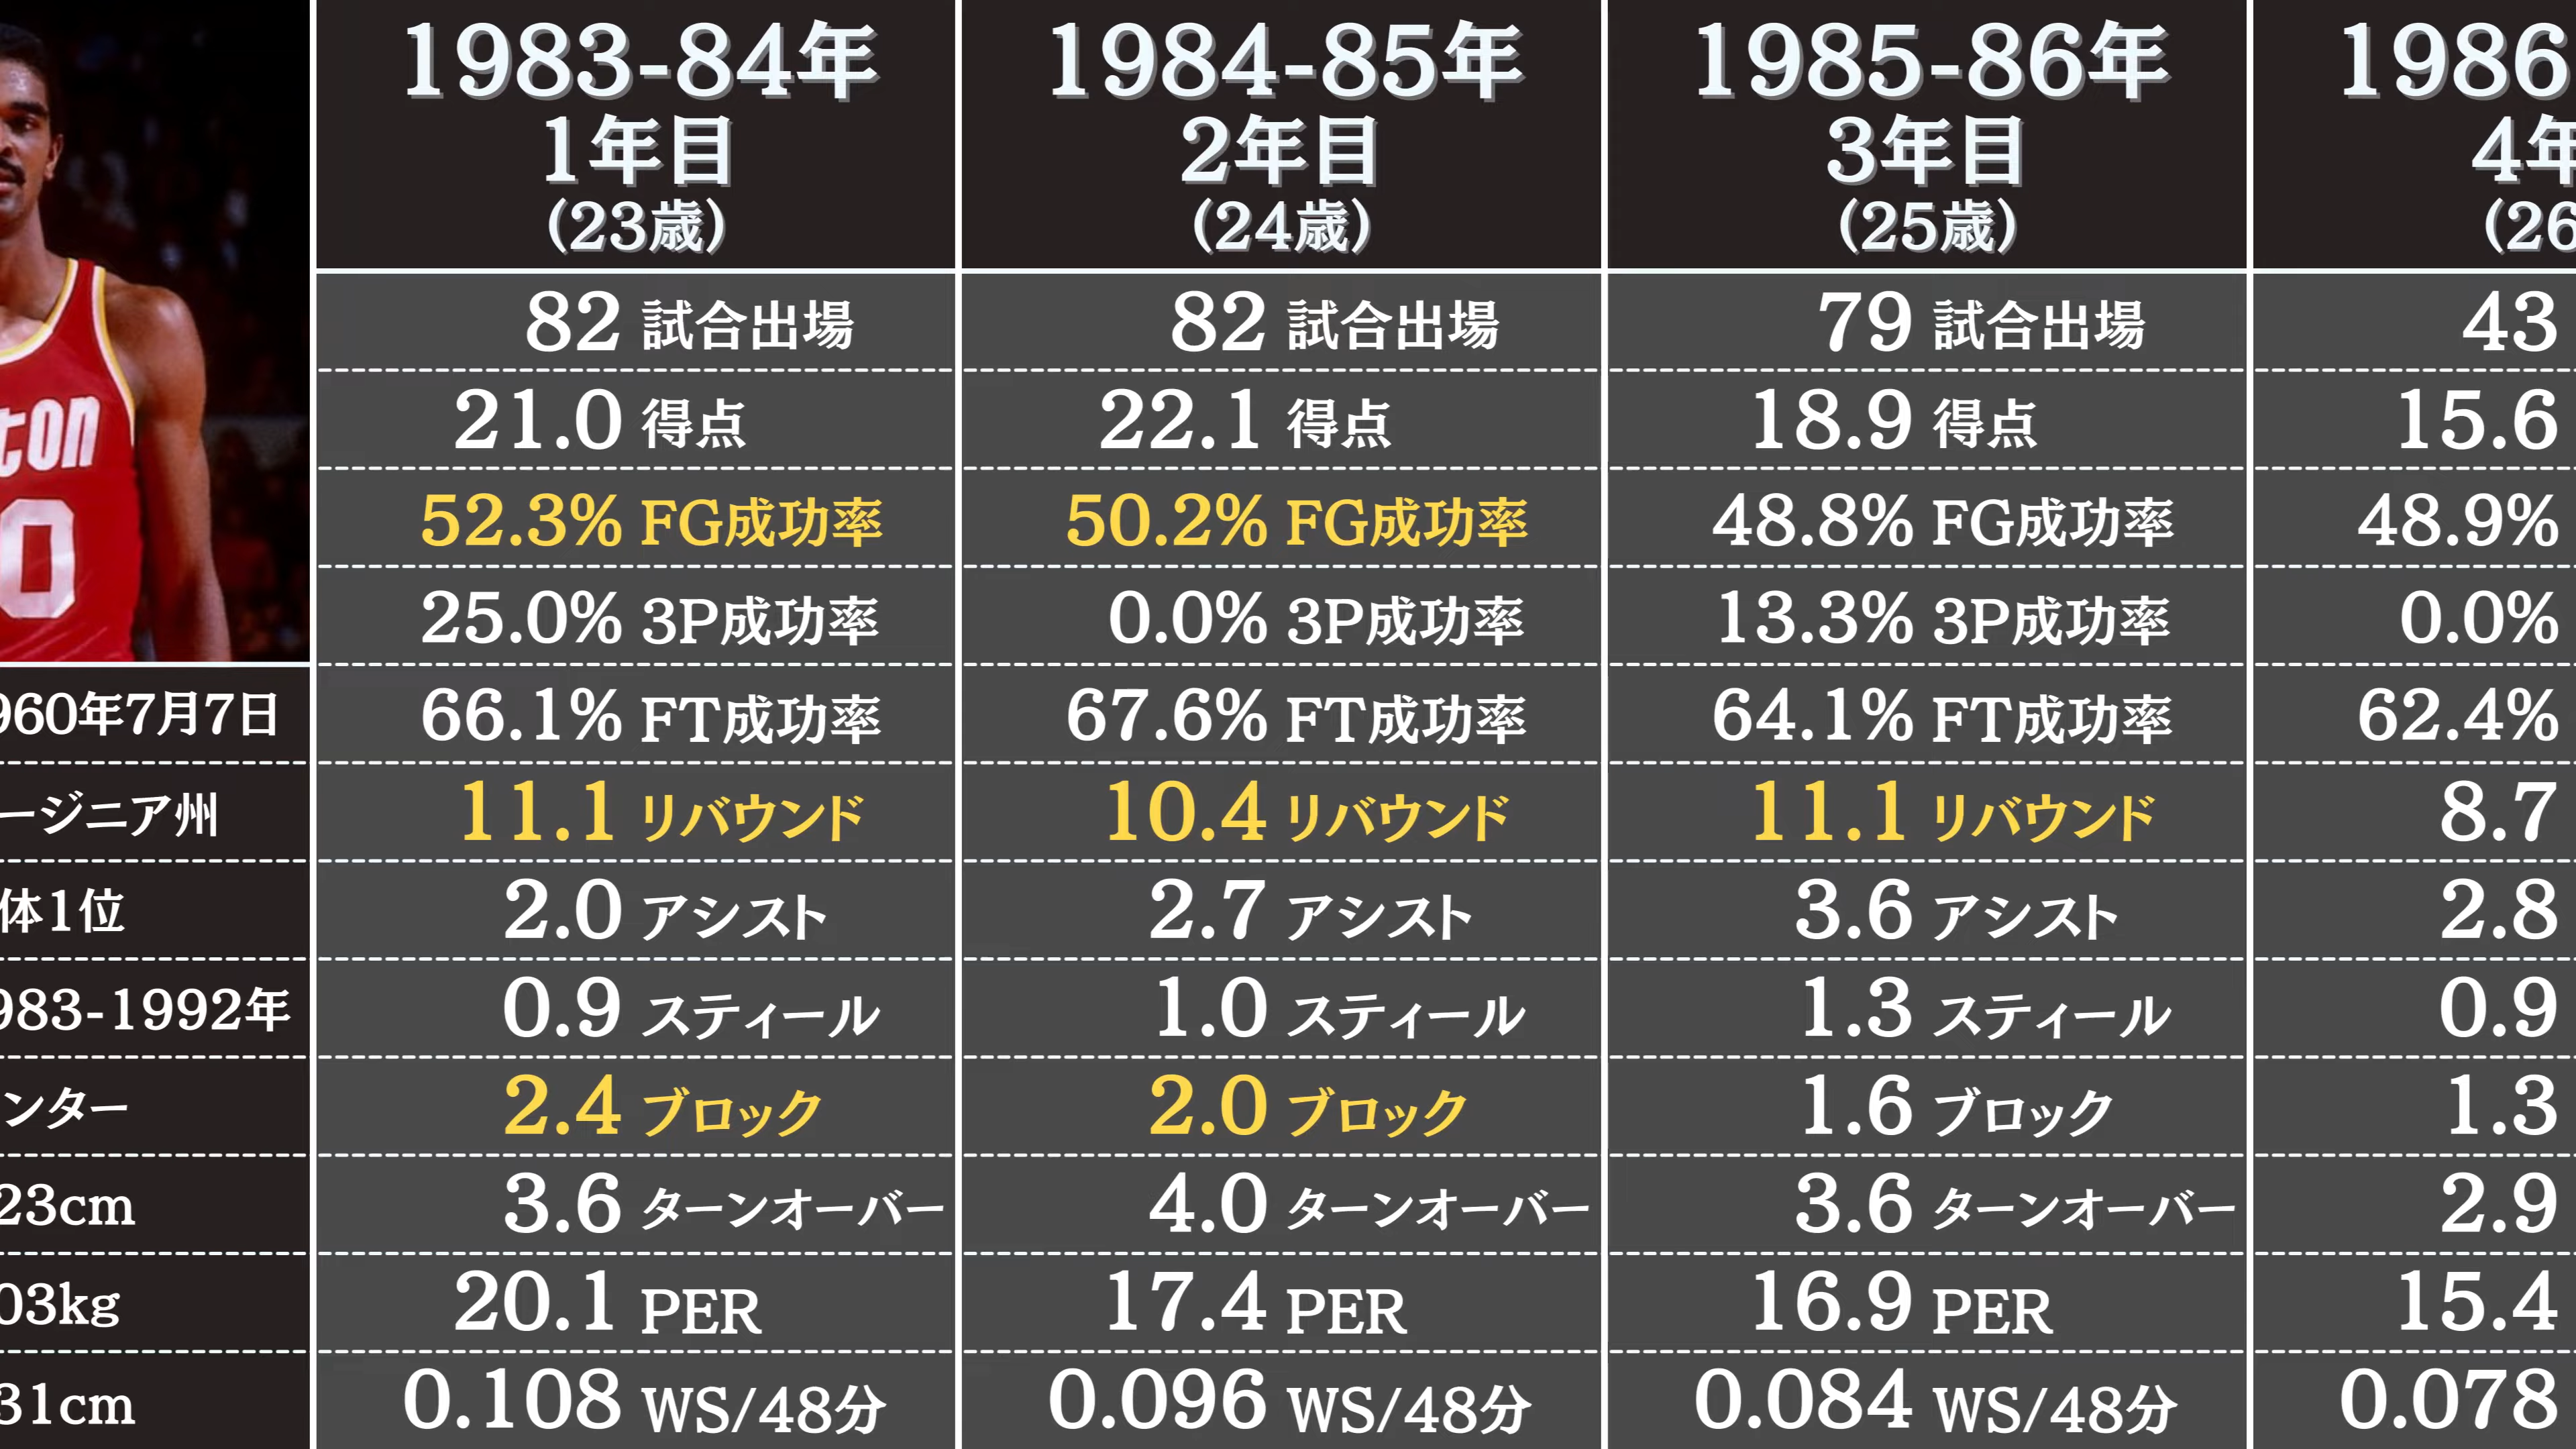 ton
0
960年7月7日
ージニア州
体1位
983-1992年
ンター
23cm
03kg
31cm
1983-84年
1年目
(23歳)
82 試合出場
21.0 得点
52.3% FG成功率
25.0% 3P成功率
66.1% FT成功率
11.1 リバウンド
2.0 アシスト
0.9 スティール
2.4 ブロック
3.6 ターンオーバー
20.1 PER
0.108 WS/48分
1984-85年
2年目
(24歳)
82 試合出場
22.1 得点
50.2% FG成功率
0.0% 3P成功率
67.6% FT成功率
10.4 リバウンド
2.7 アシスト
1.0 スティール
2.0 ブロック
4.0 ターンオーバー
17.4 PER
0.096 WS/48分
1985-86年
3年目
(25歳)
79 試合出場
18.9 得点
48.8% FG成功率
13.3% 3P成功率
64.1% FT成功率
11.1 リバウンド
3.6 アシスト
1.3 スティール
1.6 ブロック
3.6 ターンオーバー
16.9 PER
0.084 WS/48分
1986
4年
(26
43
15.6
48.9%
0.0%
62.4%
8.7
2.8
0.9
1.3
2.9
15.4
0.078